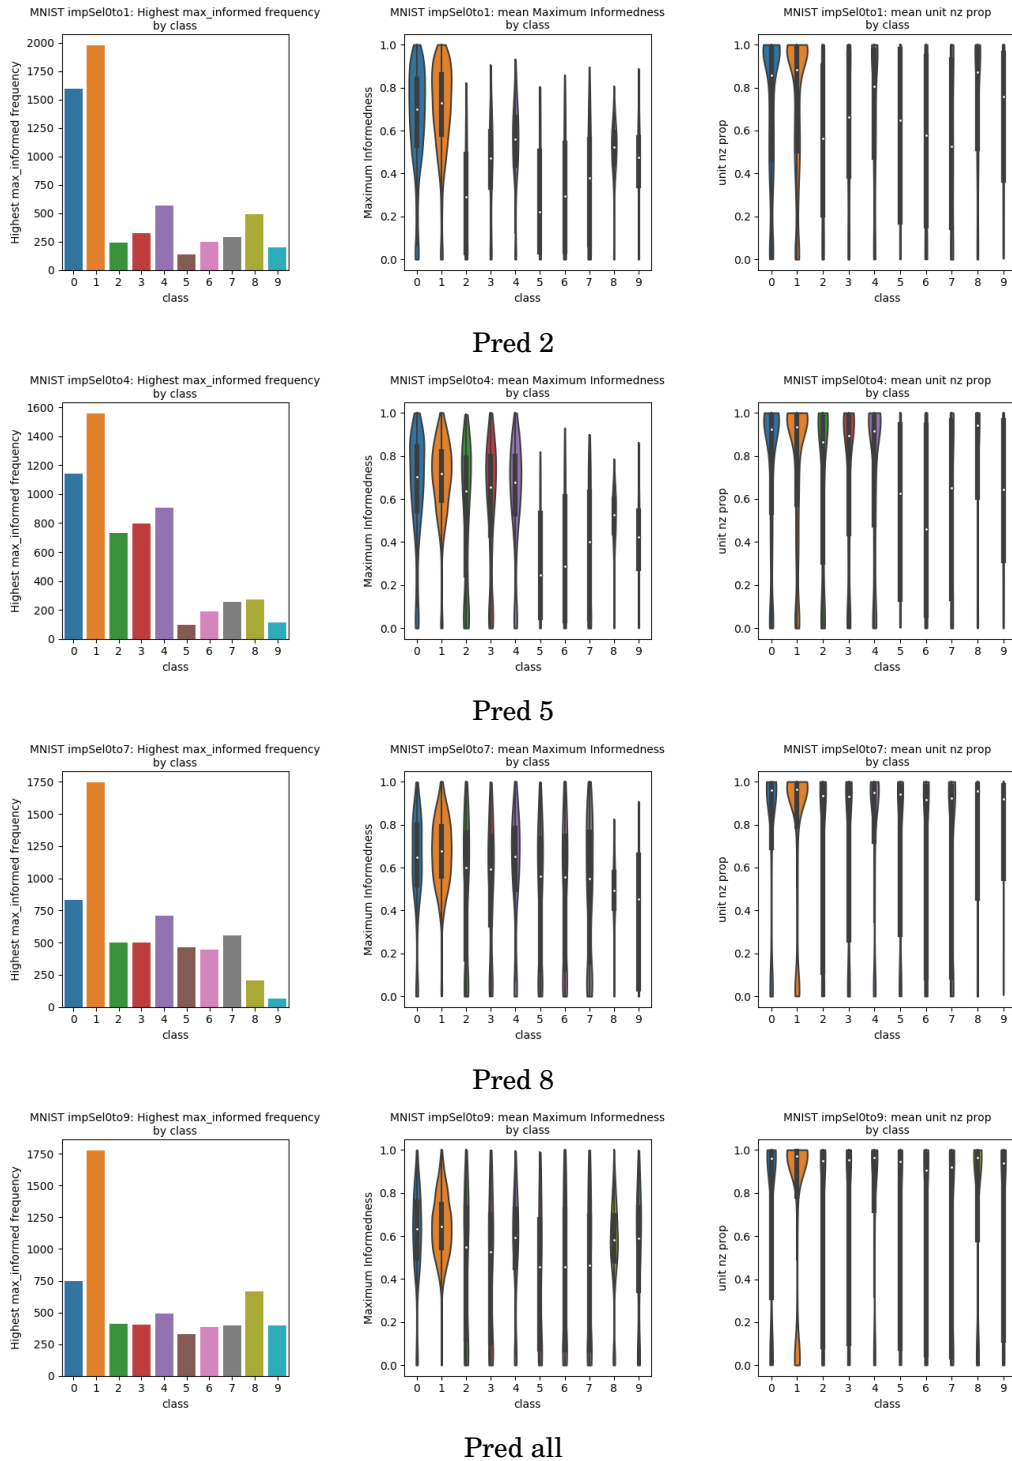 MNIST impSel0to1: Highest max_informed frequency
by class
Highest max_informed frequency
2000
1750
1500
1250
1000
750
500
250
0
0 1 2 3 4 5 6 7 8 9
class
MNIST impSel0to1: mean Maximum Informedness
by class
Maximum Informedness
1.0
0.8
0.6
0.4
0.2
0.0
0 1 2 3 4 5 6 7 8 9
class
MNIST impSel0to1: mean unit nz prop
by class
unit nz prop
1.0
0.8
0.6
0.4
0.2
0.0
0 1 2 3 4 5 6 7 8 9
class
Pred 2
MNIST impSel0to4: Highest max_informed frequency
by class
Highest max_informed frequency
1600
1400
1200
1000
800
600
400
200
0
0 1 2 3 4 5 6 7 8 9
class
MNIST impSel0to4: mean Maximum Informedness
by class
Maximum Informedness
1.0
0.8
0.6
0.4
0.2
0.0
0 1 2 3 4 5 6 7 8 9
class
MNIST impSel0to4: mean unit nz prop
by class
unit nz prop
1.0
0.8
0.6
0.4
0.2
0.0
0 1 2 3 4 5 6 7 8 9
class
Pred 5
MNIST impSel0to7: Highest max_informed frequency
by class
Highest max_informed frequency
1750
1500
1250
1000
750
500
250
0
0 1 2 3 4 5 6 7 8 9
class
MNIST impSel0to7: mean Maximum Informedness
by class
Maximum Informedness
1.0
0.8
0.6
0.4
0.2
0.0
0 1 2 3 4 5 6 7 8 9
class
MNIST impSel0to7: mean unit nz prop
by class
unit nz prop
1.0
0.8
0.6
0.4
0.2
0.0
0 1 2 3 4 5 6 7 8 9
class
Pred 8
MNIST impSel0to9: Highest max_informed frequency
by class
Highest max_informed frequency
1750
1500
1250
1000
750
500
250
0
0 1 2 3 4 5 6 7 8 9
class
MNIST impSel0to9: mean Maximum Informedness
by class
Maximum Informedness
1.0
0.8
0.6
0.4
0.2
0.0
0 1 2 3 4 5 6 7 8 9
class
MNIST impSel0to9: mean unit nz prop
by class
unit nz prop
1.0
0.8
0.6
0.4
0.2
0.0
0 1 2 3 4 5 6 7 8 9
class
Pred all